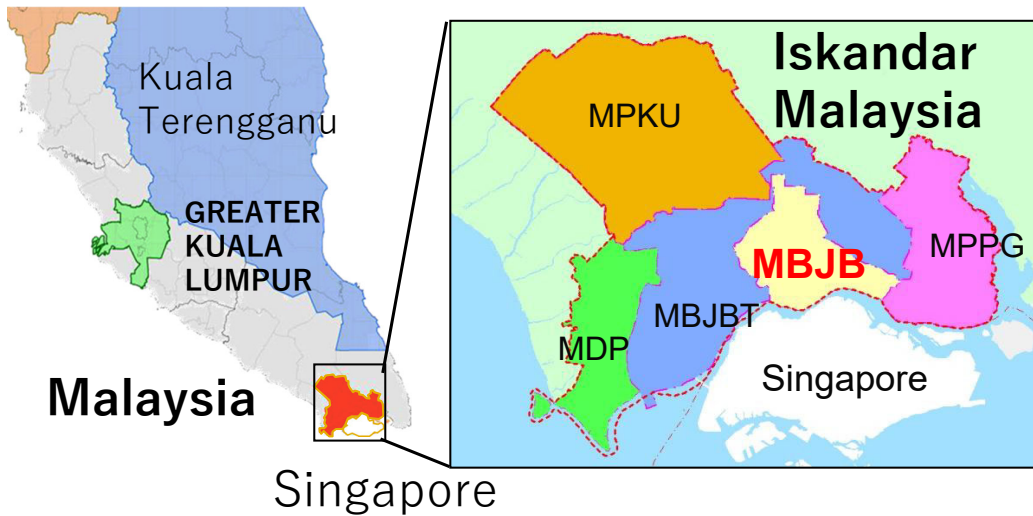 Kuala
Terengganu
GREATER
KUALA
LUMPUR
Malaysia
Singapore
Iskandar
Malaysia
MPKU
MPPG
MBJB
MBJBT
MDP
Singapore